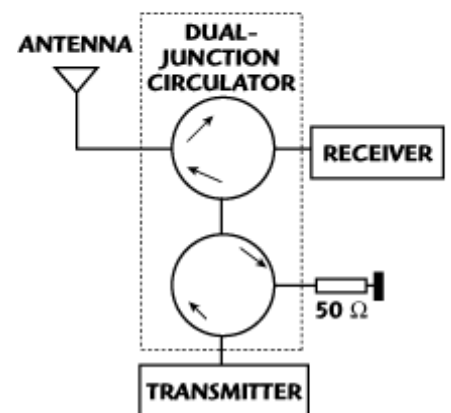 ANTENNA
DUAL-
JUNCTION
CIRCULATOR
RECEIVER
50 Ω
TRANSMITTER